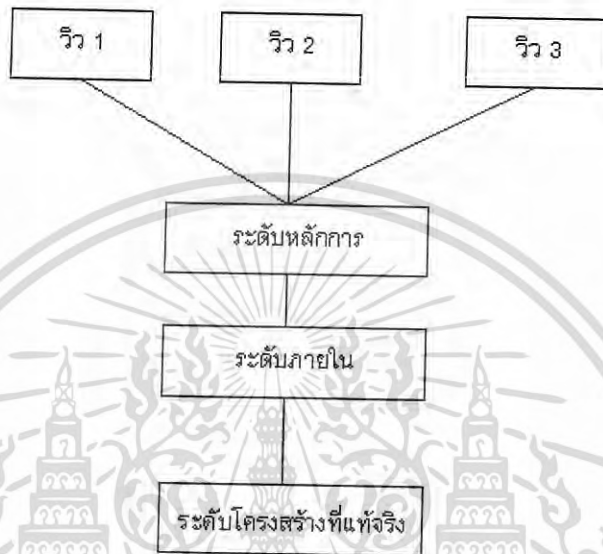 วิว 1
วิว 2
วิว 3
ระดับหลักการ
ระดับภายใน
ระดับโครงสร้างที่แท้จริง